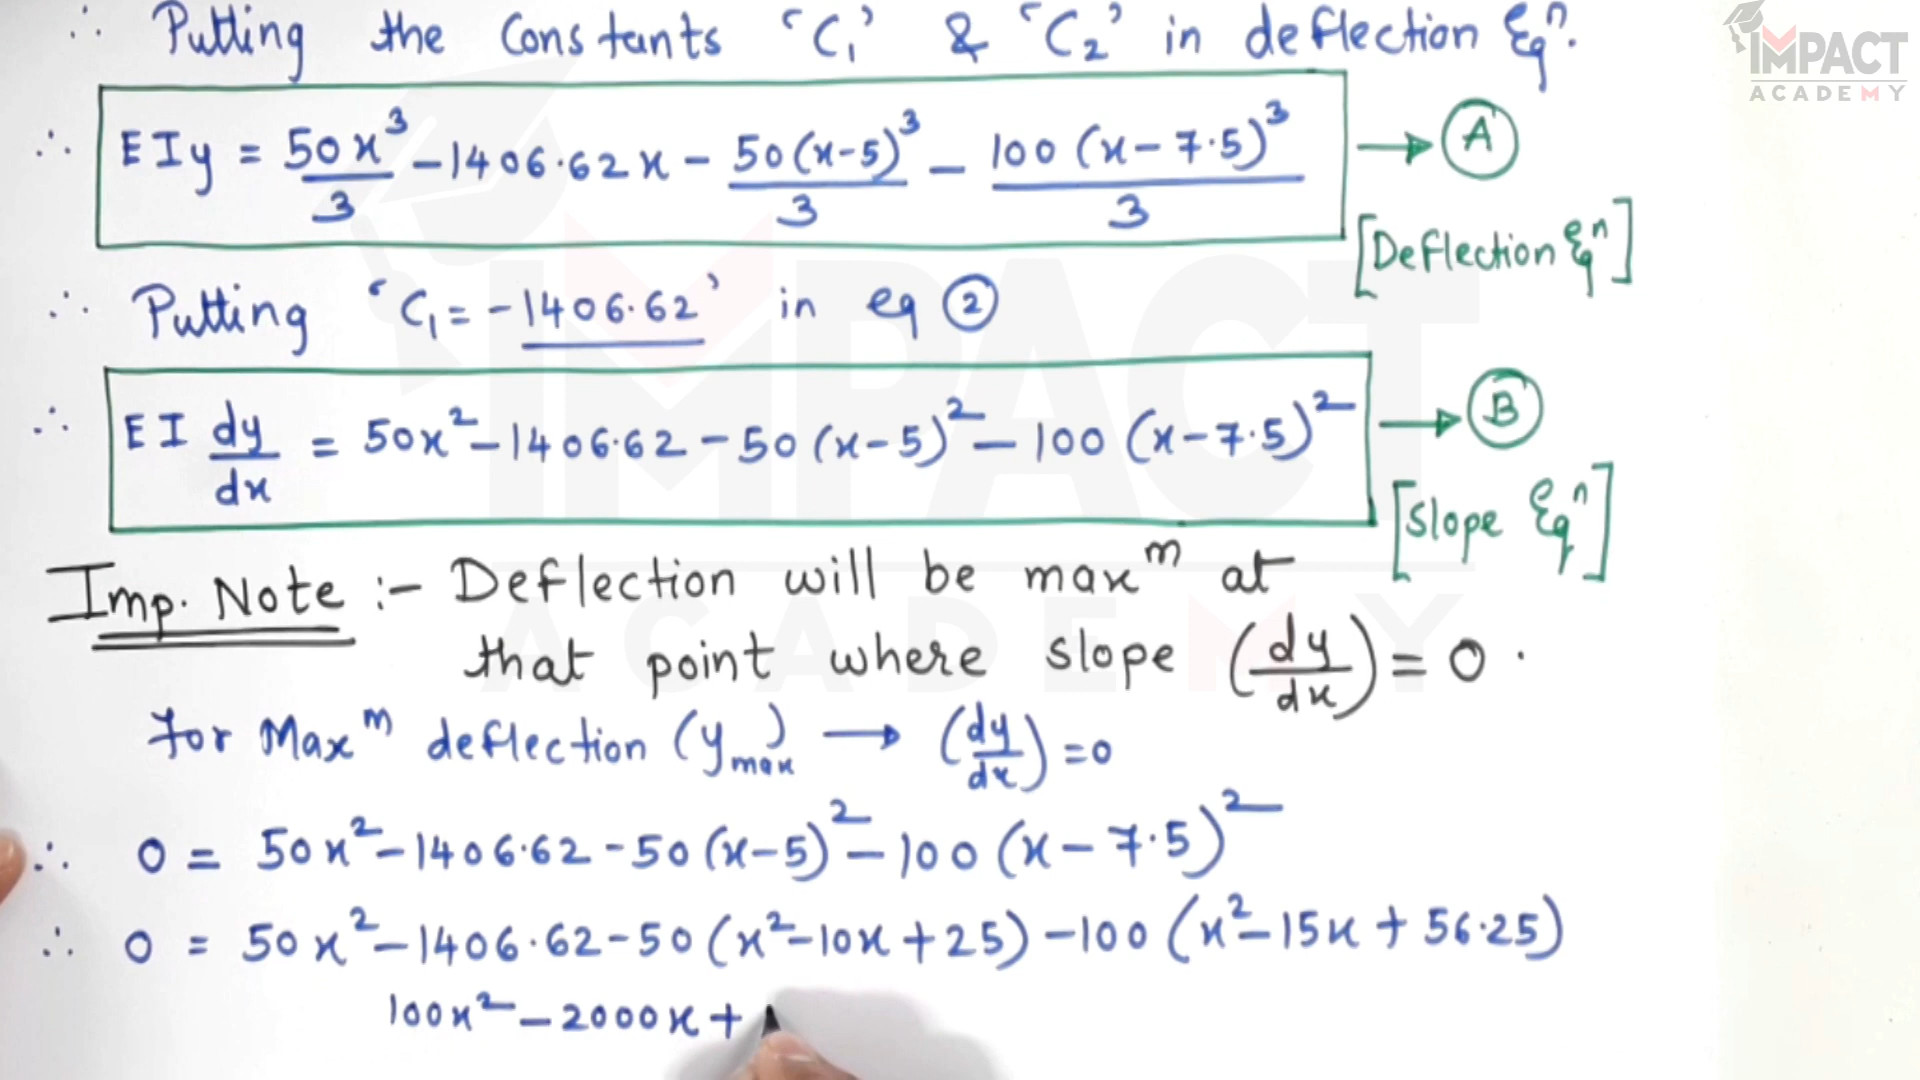 ∴ Putting the Constants ‘C₁’ & ‘C₂’ in deflection Eqⁿ.
IMPACT
ACADEMY
∴ EIy = 50x³/3 - 1406.62x - 50(x-5)³/3 - 100(x-7.5)³/3 → A
[Deflection Eqⁿ]
∴ Putting ‘C₁ = -1406.62’ in eq ②
∴ EI dy/dx = 50x² - 1406.62 - 50(x-5)² - 100(x-7.5)² → B
[Slope Eqⁿ]
Imp. Note :- Deflection will be maxᵐ at
that point where slope (dy/dx) = 0.
For Maxᵐ deflection (y max) → (dy/dx) = 0
∴ 0 = 50x² - 1406.62 - 50(x-5)² - 100(x-7.5)²
∴ 0 = 50x² - 1406.62 - 50(x² - 10x + 25) - 100(x² - 15x + 56.25)
100x² - 2000x +
IMPACT
ACADEMY